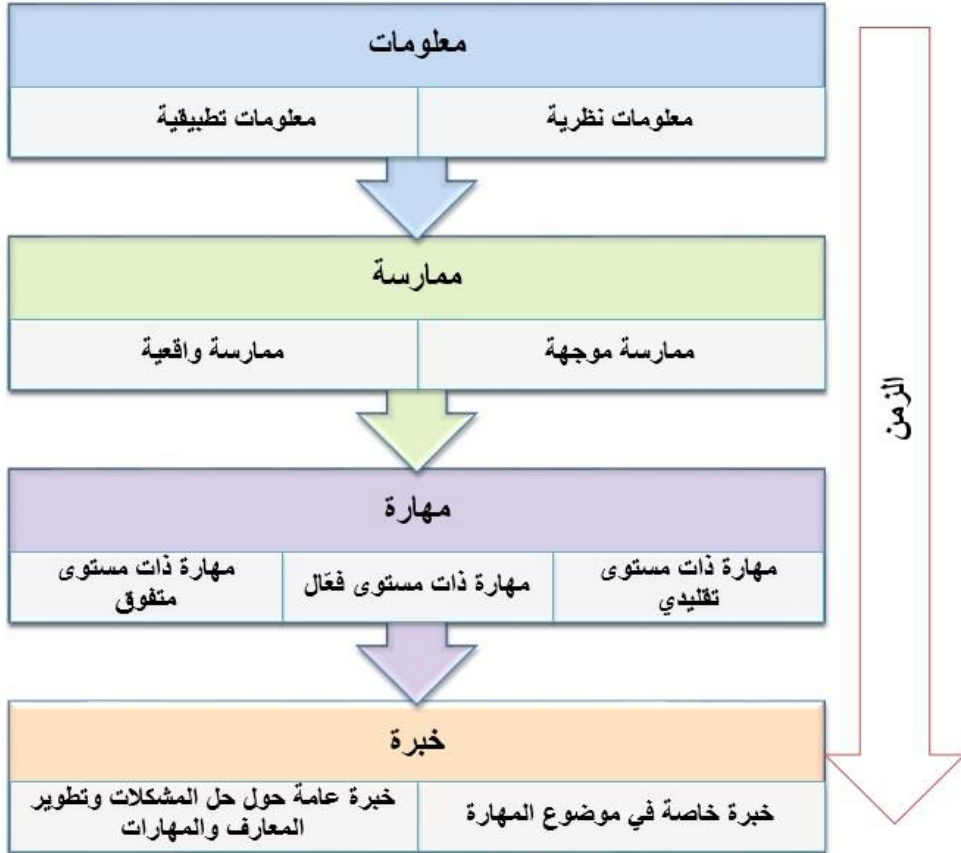 معلومات
معلومات نظرية
معلومات تطبيقية
ممارسة
ممارسة موجهة
ممارسة واقعية
مهارة
مهارة ذات مستوى
تقليدي
مهارة ذات مستوى فعّال
مهارة ذات مستوى
متفوق
خبرة
خبرة خاصة في موضوع المهارة
خبرة عامة حول حل المشكلات وتطوير
المعارف والمهارات
الزمن